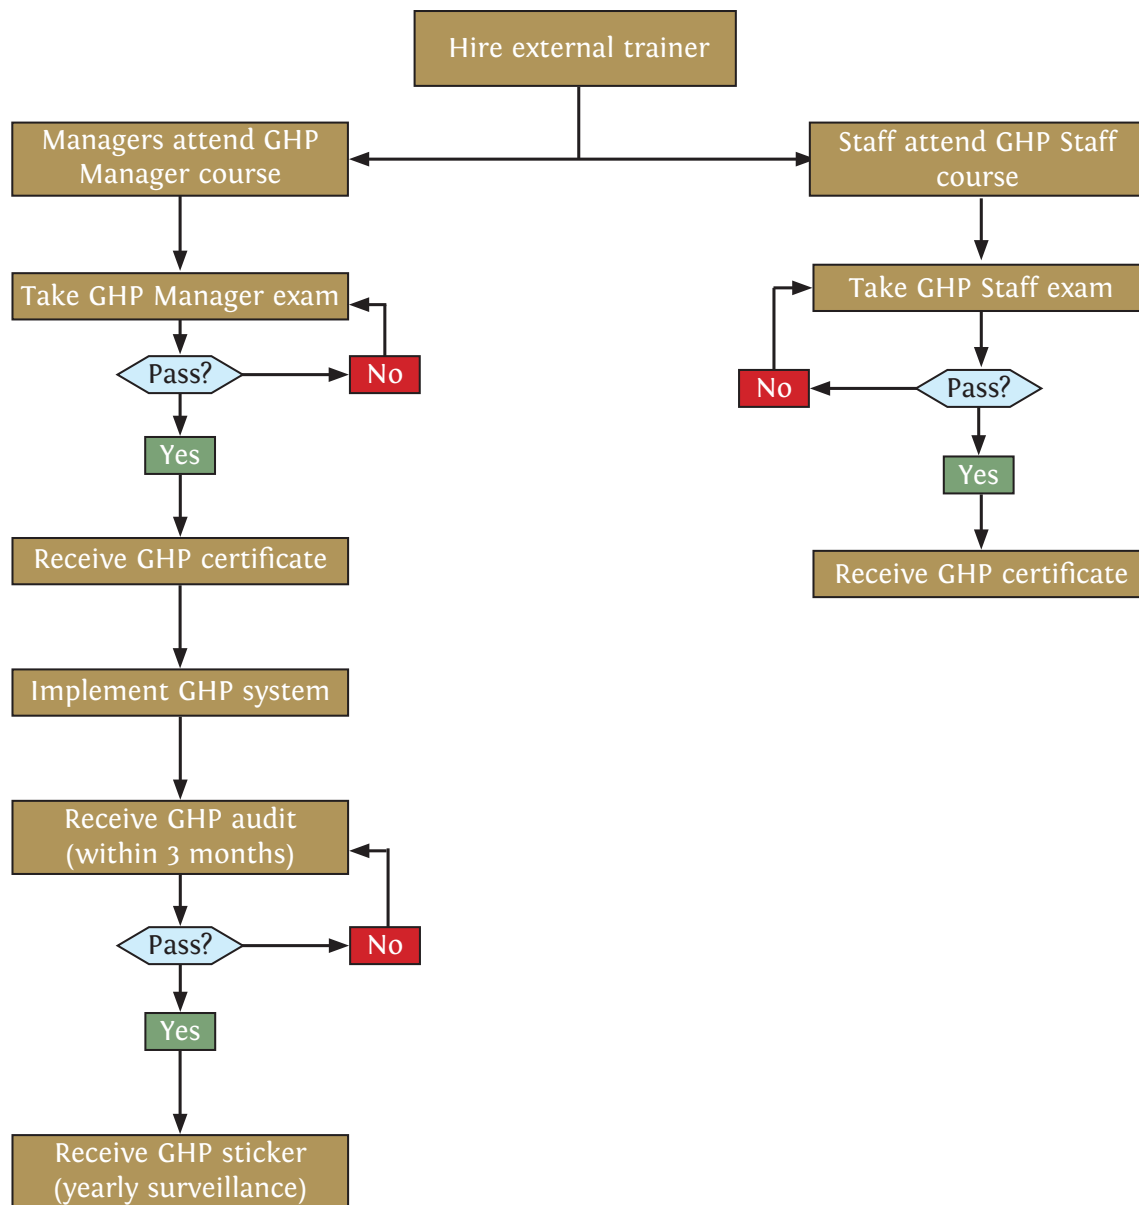 Hire external trainer
Managers attend GHP
Manager course
Staff attend GHP Staff
course
Take GHP Manager exam
Take GHP Staff exam
Pass?
No
No
Pass?
Yes
Yes
Receive GHP certificate
Receive GHP certificate
Implement GHP system
Receive GHP audit
(within 3 months)
Pass?
No
Yes
Receive GHP sticker
(yearly surveillance)